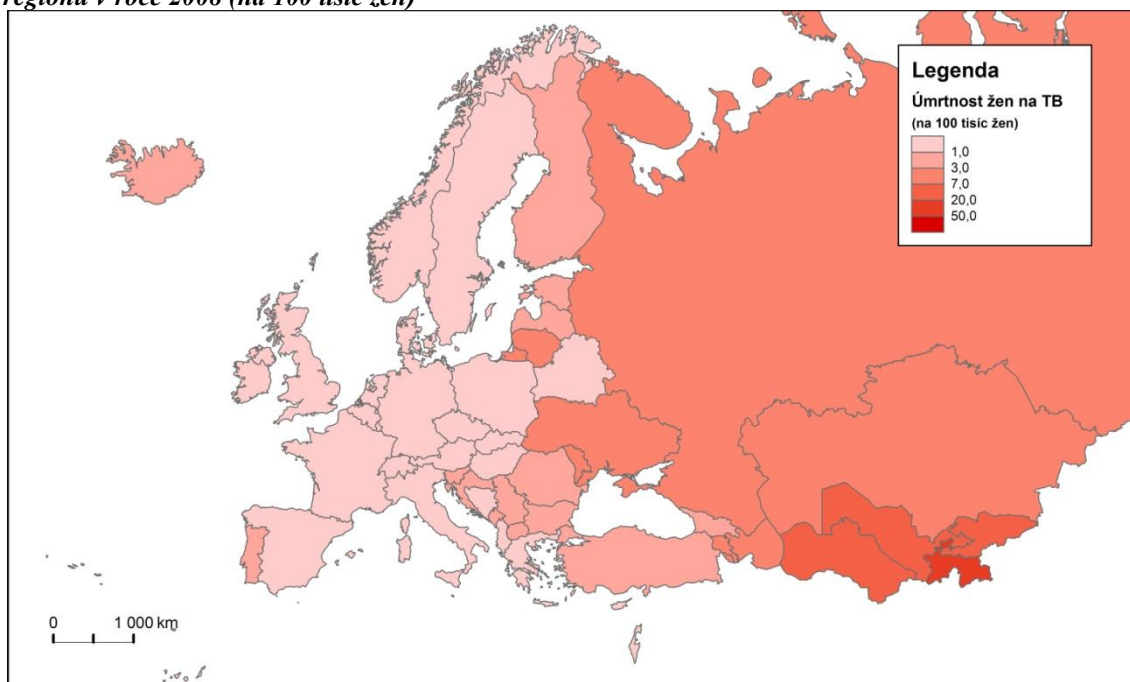 regionu v roce 2008 (na 100 tisíc žen)
Legenda
Úmrtnost žen na TB
(na 100 tisíc žen)
1,0
3,0
7,0
20,0
50,0
0 1 000 km